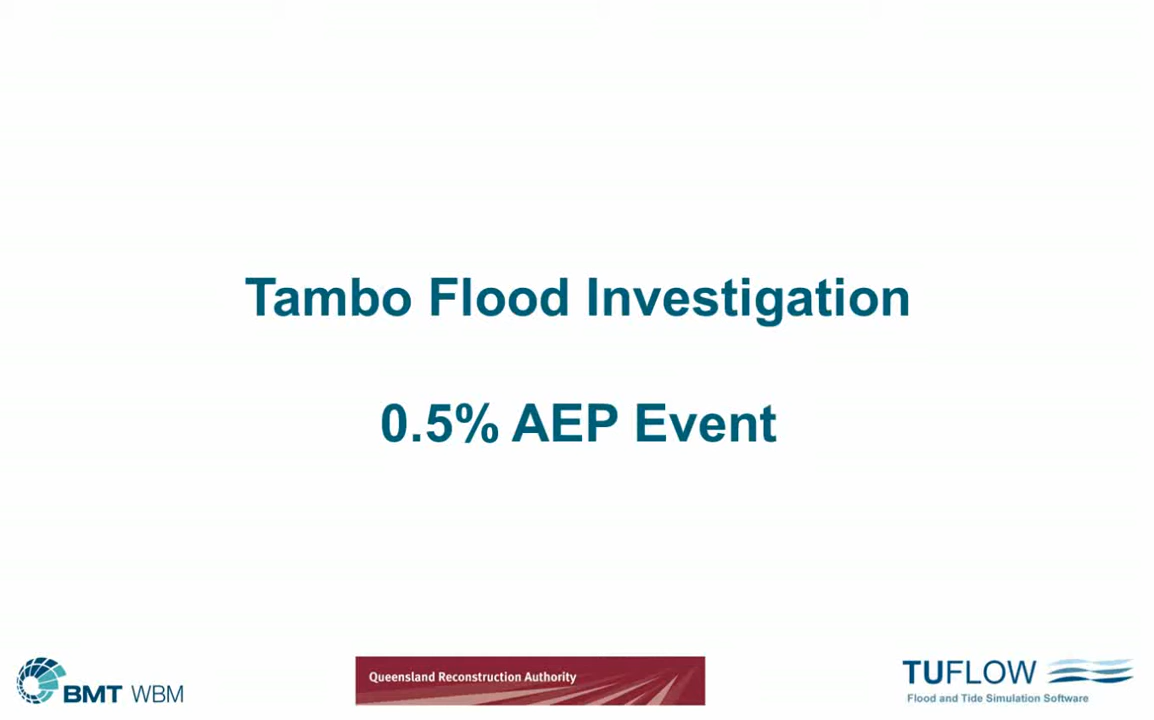 Tambo Flood Investigation
0.5% AEP Event
BMT WBM
Queensland Reconstruction Authority
TUFLOW
Flood and Tide Simulation Software